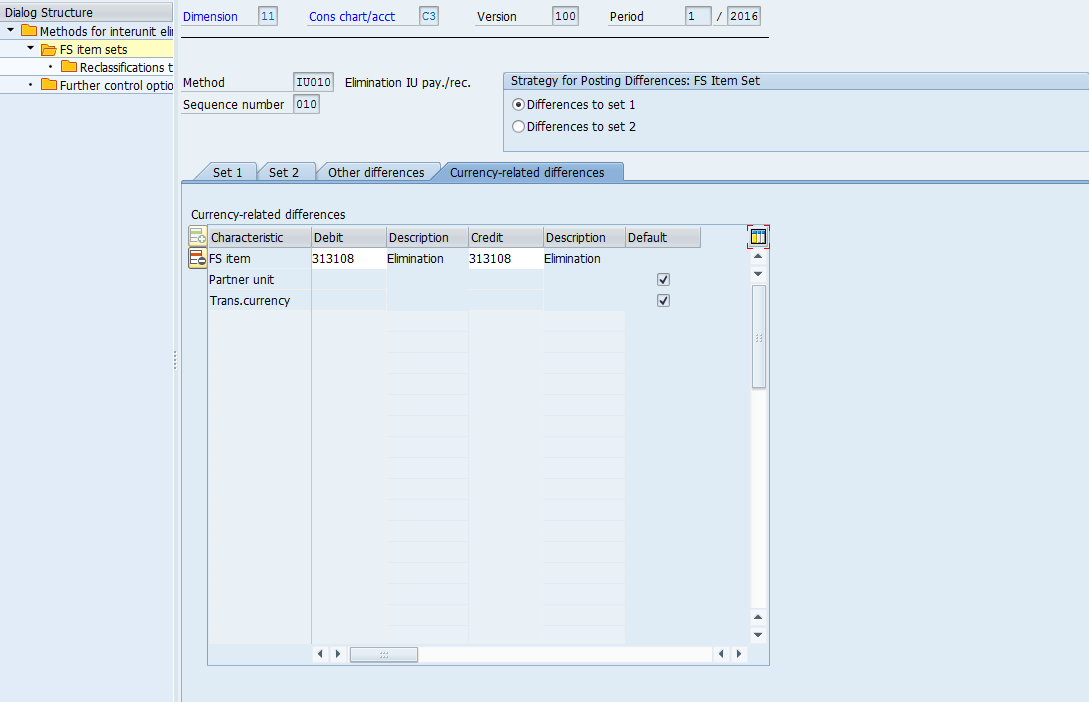 Dialog Structure
Methods for interunit eli
FS item sets
Reclassifications t
Further control optio
Dimension 11 Cons chart/acct C3 Version 100 Period 1 / 2016
Method IU010 Elimination IU pay./rec.
Sequence number 010
Strategy for Posting Differences: FS Item Set
Differences to set 1
Differences to set 2
Set 1 Set 2 Other differences Currency-related differences
Currency-related differences
Characteristic Debit Description Credit Description Default
FS item 313108 Elimination 313108 Elimination
Partner unit
Trans.currency